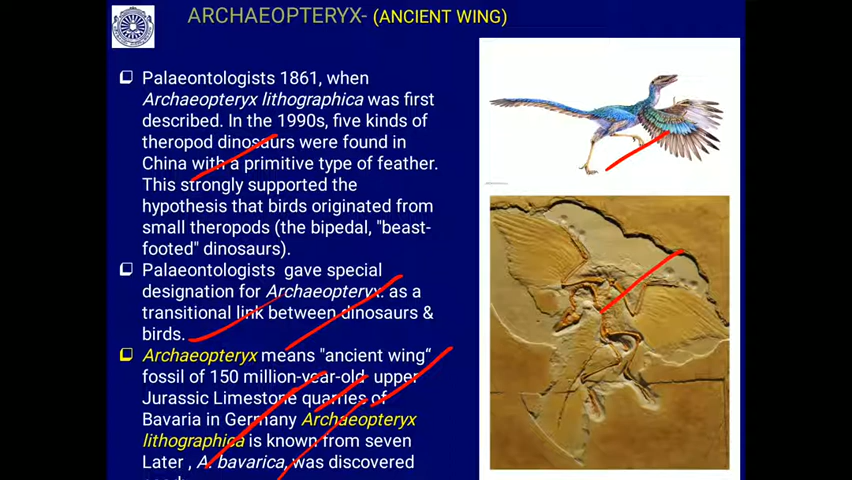 ARCHAEOPTERYX- (ANCIENT WING)
Palaeontologists 1861, when
Archaeopteryx lithographica was first
described. In the 1990s, five kinds of
theropod dinosaurs were found in
China with a primitive type of feather.
This strongly supported the
hypothesis that birds originated from
small theropods (the bipedal, "beast-
footed" dinosaurs).
Palaeontologists gave special
designation for Archaeopteryx. as a
transitional link between dinosaurs &
birds.
Archaeopteryx means "ancient wing“
fossil of 150 million-year-old upper
Jurassic Limestone quarries of
Bavaria in Germany Archaeopteryx
lithographica is known from seven
Later , A. bavarica, was discovered